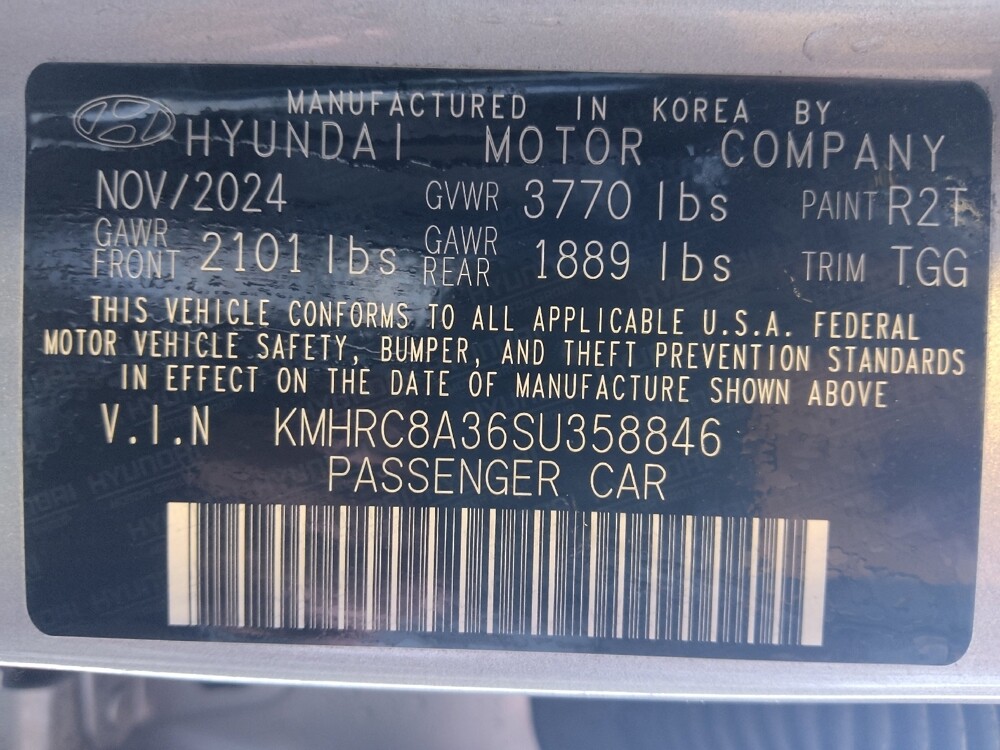 MANUFACTURED IN KOREA BY
HYUNDAI MOTOR COMPANY
NOV/2024 GVWR 3770 lbs PAINT R2T
GAWR FRONT 2101 lbs GAWR REAR 1889 lbs TRIM TGG
THIS VEHICLE CONFORMS TO ALL APPLICABLE U.S.A. FEDERAL
MOTOR VEHICLE SAFETY, BUMPER, AND THEFT PREVENTION STANDARDS
IN EFFECT ON THE DATE OF MANUFACTURE SHOWN ABOVE
V.I.N KMHRC8A36SU358846
PASSENGER CAR